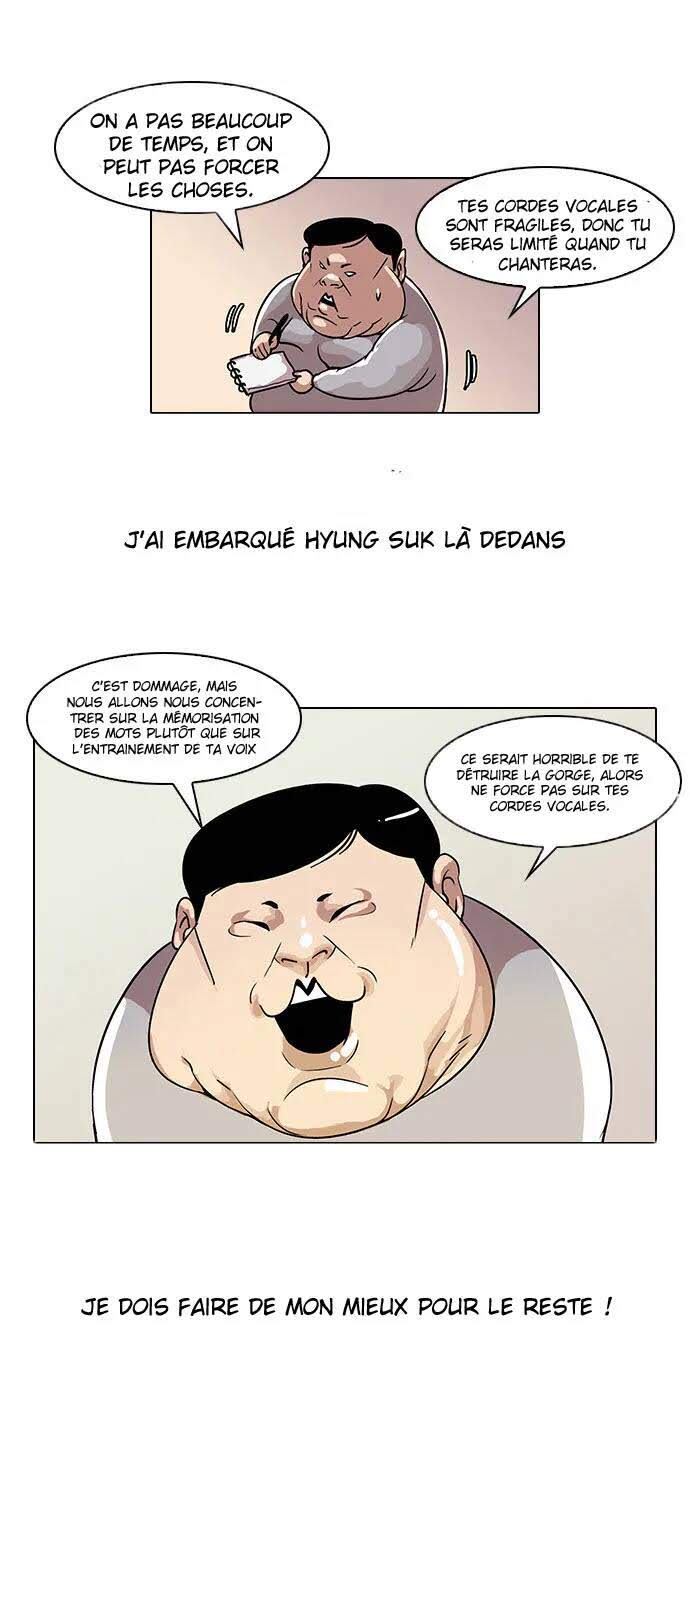 ON A PAS BEAUCOUP
DE TEMPS, ET ON
PEUT PAS FORCER
LES CHOSES.
TES CORDES VOCALES
SONT FRAGILES, DONC TU
SERAS LIMITÉ QUAND TU
CHANTERAS.
J'AI EMBARQUÉ HYUNG SUK LÀ DEDANS
C'EST DOMMAGE, MAIS
NOUS ALLONS NOUS CONCEN-
TRER SUR LA MÉMORISATION
DES MOTS PLUTÔT QUE SUR
L'ENTRAINEMENT DE TA VOIX
CE SERAIT HORRIBLE DE TE
DÉTRUIRE LA GORGE, ALORS
NE FORCE PAS SUR TES
CORDES VOCALES.
JE DOIS FAIRE DE MON MIEUX POUR LE RESTE !